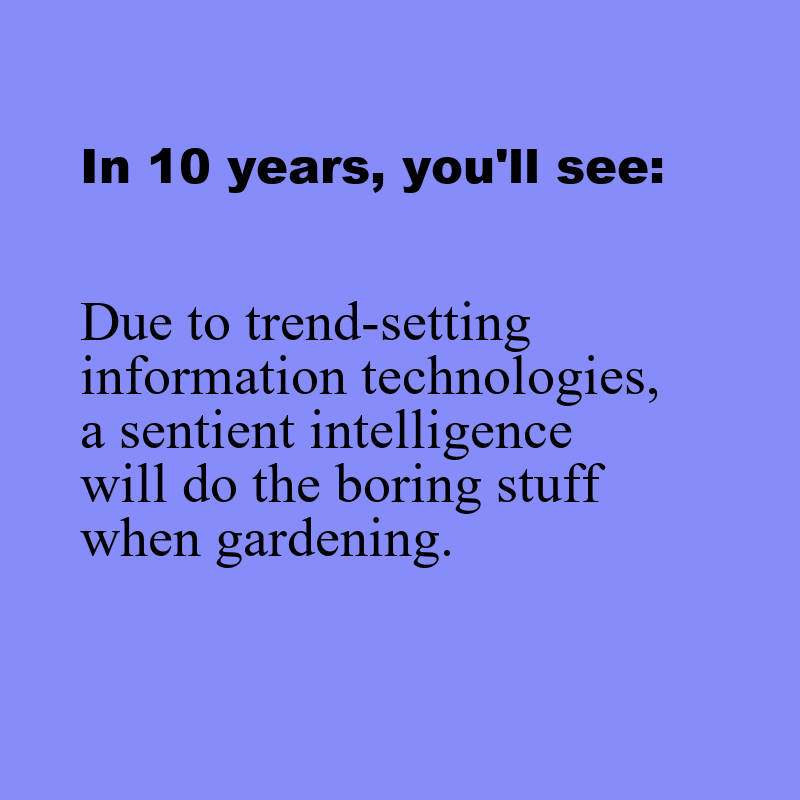 In 10 years, you'll see:
Due to trend-setting
information technologies,
a sentient intelligence
will do the boring stuff
when gardening.